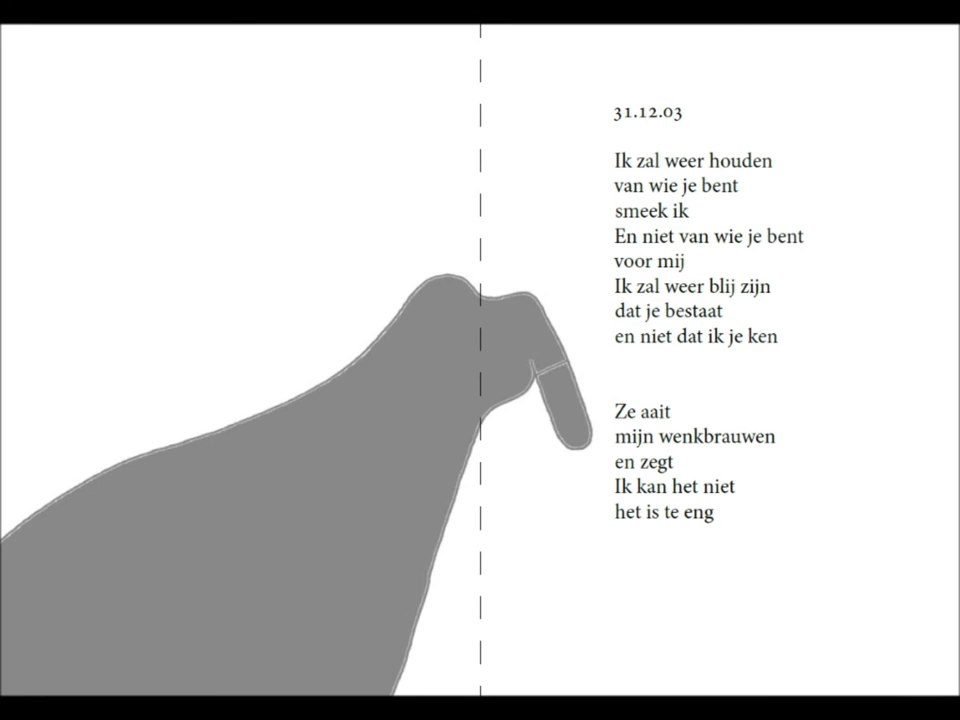 31.12.03
Ik zal weer houden
van wie je bent
smeek ik
En niet van wie je bent
voor mij
Ik zal weer blij zijn
dat je bestaat
en niet dat ik je ken
Ze aait
mijn wenkbrauwen
en zegt
Ik kan het niet
het is te eng